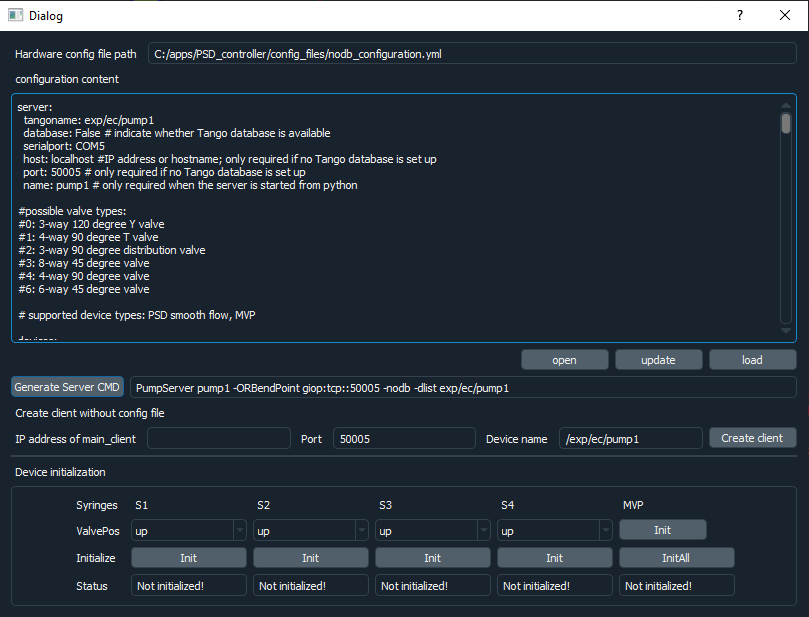 Dialog
?
Hardware config file path C:/apps/PSD_controller/config_files/nodb_configuration.yml
configuration content
server:
tangoname: exp/ec/pump1
database: False # indicate whether Tango database is available
serialport: COM5
host: localhost #IP address or hostname; only required if no Tango database is set up
port: 50005 # only required if no Tango database is set up
name: pump1 # only required when the server is started from python
#possible valve types:
#0: 3-way 120 degree Y valve
#1: 4-way 90 degree T valve
#2: 3-way 90 degree distribution valve
#3: 8-way 45 degree valve
#4: 4-way 90 degree valve
#6: 6-way 45 degree valve
# supported device types: PSD smooth flow, MVP
open update load
Generate Server CMD PumpServer pump1 -ORBendPoint giop:tcp::50005 -nodb -dlist exp/ec/pump1
Create client without config file
IP address of main_client Port 50005 Device name /exp/ec/pump1 Create client
Device initialization
Syringes S1 S2 S3 S4 MVP
ValvePos up up up up Init
Initialize Init Init Init Init InitAll
Status Not initialized! Not initialized! Not initialized! Not initialized! Not initialized!